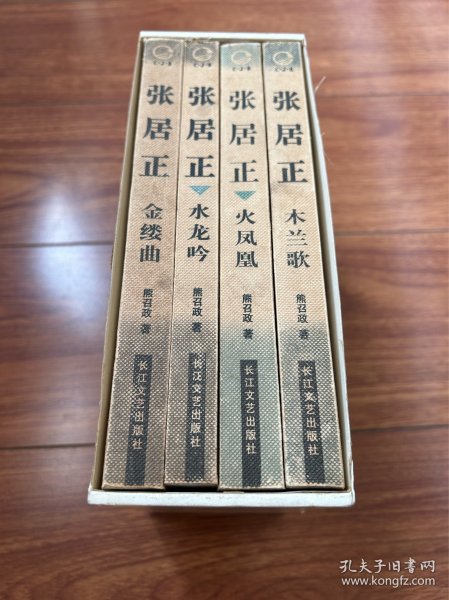 张居正
金缕曲
熊召政 著
长江文艺出版社
张居正
水龙吟
熊召政 著
长江文艺出版社
张居正
火凤凰
熊召政 著
长江文艺出版社
张居正
木兰歌
熊召政 著
长江文艺出版社
孔夫子旧书网
www.kongfz.com